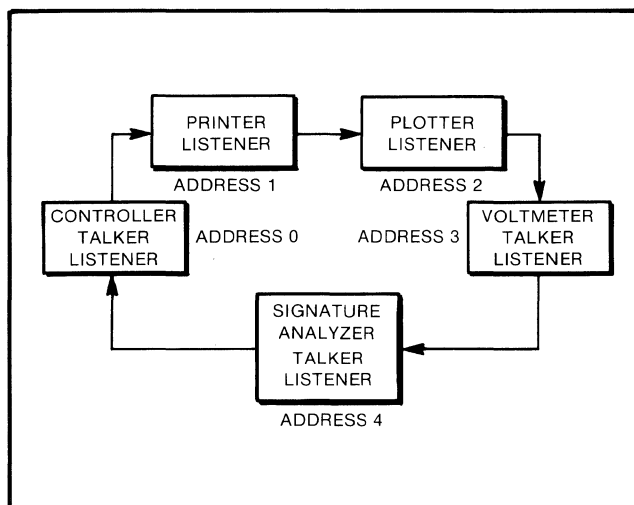 PRINTER
LISTENER
ADDRESS 1
PLOTTER
LISTENER
ADDRESS 2
CONTROLLER
TALKER
LISTENER
ADDRESS 0
ADDRESS 3
VOLTMETER
TALKER
LISTENER
SIGNATURE
ANALYZER
TALKER
LISTENER
ADDRESS 4